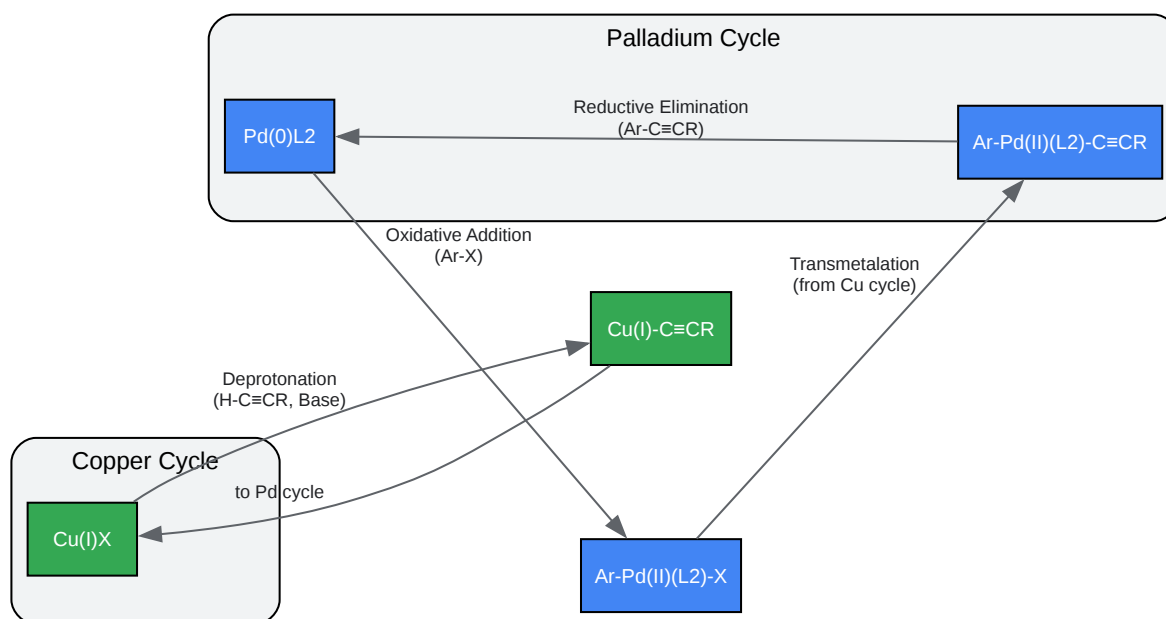 Palladium Cycle
Pd(0)L2
Reductive Elimination
(Ar-C≡CR)
Ar-Pd(II)(L2)-C≡CR
Oxidative Addition
(Ar-X)
Transmetalation
(from Cu cycle)
Cu(I)-C≡CR
Deprotonation
(H-C≡CR, Base)
Copper Cycle
to Pd cycle
Cu(I)X
Ar-Pd(II)(L2)-X